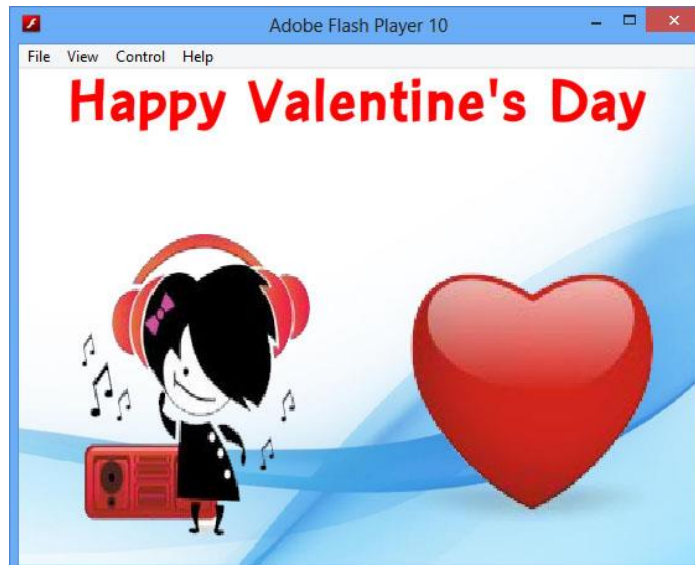 Adobe Flash Player 10
File View Control Help
Happy Valentine's Day